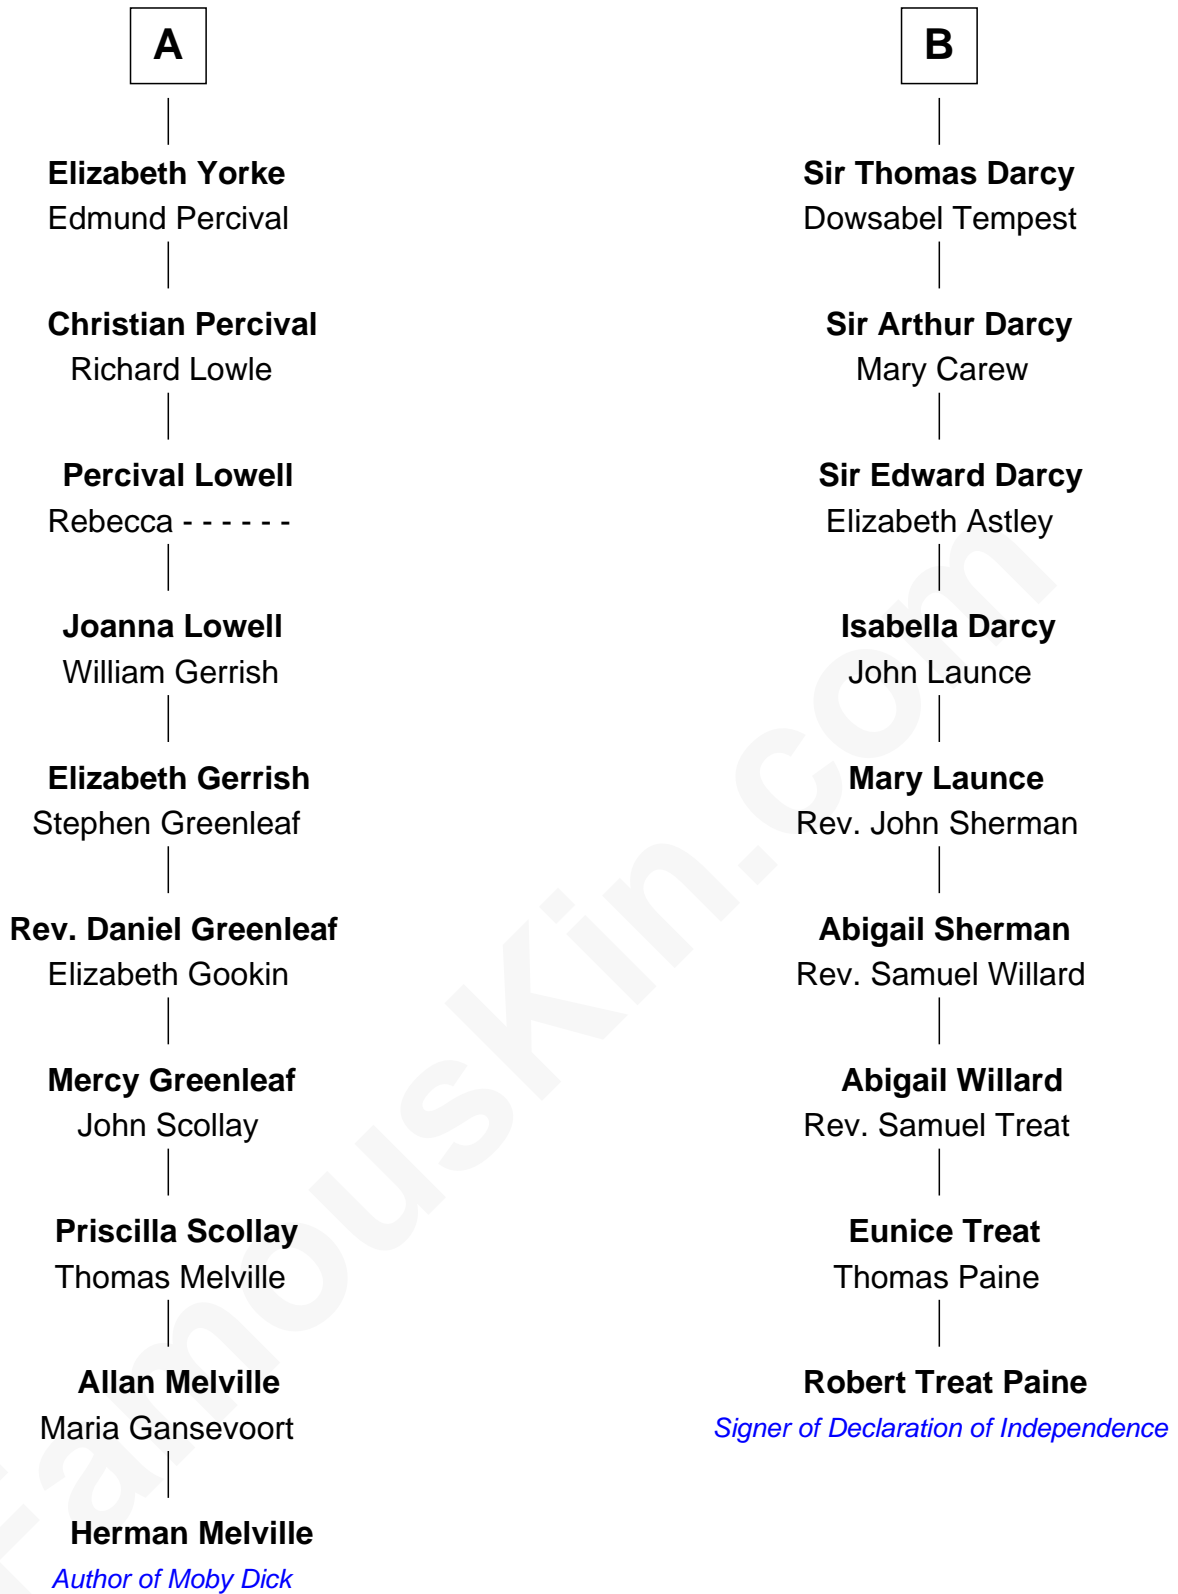 A
Elizabeth Yorke
Edmund Percival
Christian Percival
Richard Lowle
Percival Lowell
Rebecca - - - - - -
Joanna Lowell
William Gerrish
Elizabeth Gerrish
Stephen Greenleaf
Rev. Daniel Greenleaf
Elizabeth Gookin
Mercy Greenleaf
John Scollay
Priscilla Scollay
Thomas Melville
Allan Melville
Maria Gansevoort
Herman Melville
Author of Moby Dick
B
Sir Thomas Darcy
Dowsabel Tempest
Sir Arthur Darcy
Mary Carew
Sir Edward Darcy
Elizabeth Astley
Isabella Darcy
John Launce
Mary Launce
Rev. John Sherman
Abigail Sherman
Rev. Samuel Willard
Abigail Willard
Rev. Samuel Treat
Eunice Treat
Thomas Paine
Robert Treat Paine
Signer of Declaration of Independence
FamousKin.com